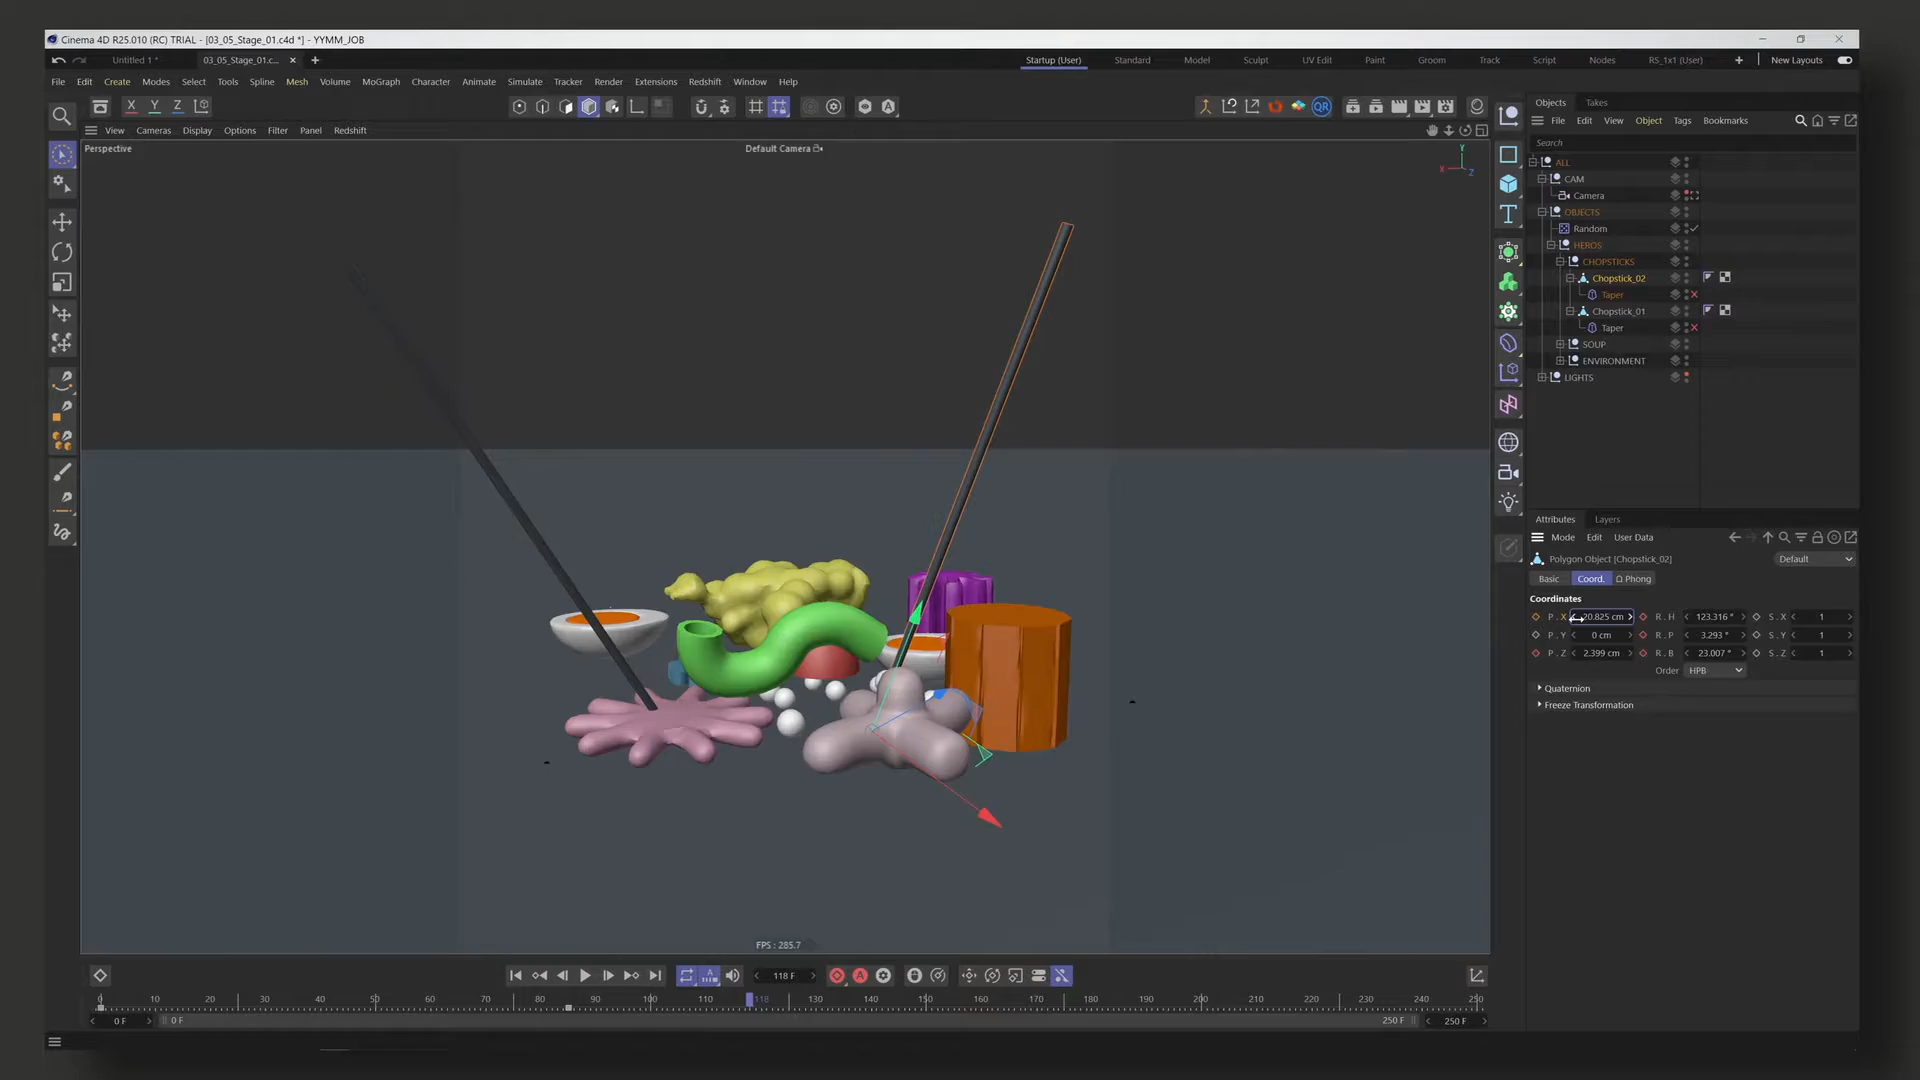 Cinema 4D R25.010 (RC) TRIAL - [03_05_Stage_01.c4d *] - YYMM_JOB
Untitled 1 *
03_05_Stage_01.c...
Startup (User)
Standard
Model
Sculpt
UV Edit
Paint
Groom
Track
Script
Nodes
RS_1x1 (User)
New Layouts
File Edit Create Modes Select Tools Spline Mesh Volume MoGraph Character Animate Simulate Tracker Render Extensions Redshift Window Help
X Y Z
QR
View Cameras Display Options Filter Panel Redshift
Perspective
Default Camera
Y
X
Z
FPS : 285.7
Objects Takes
File Edit View Object Tags Bookmarks
Search
ALL
CAM
Camera
OBJECTS
Random
HEROS
CHOPSTICKS
Chopstick_02
Taper
Chopstick_01
Taper
SOUP
ENVIRONMENT
LIGHTS
Attributes Layers
Mode Edit User Data
Polygon Object [Chopstick_02]
Default
Basic Coord. Phong
Coordinates
P . X 20.825 cm R . H 123.316 ° S . X 1
P . Y 0 cm R . P 3.293 ° S . Y 1
P . Z 2.399 cm R . B 23.007 ° S . Z 1
Order HPB
Quaternion
Freeze Transformation
118 F
0 10 20 30 40 50 60 70 80 90 100 110 118 130 140 150 160 170 180 190 200 210 220 230 240 250
0 F
0 F
250 F
250 F